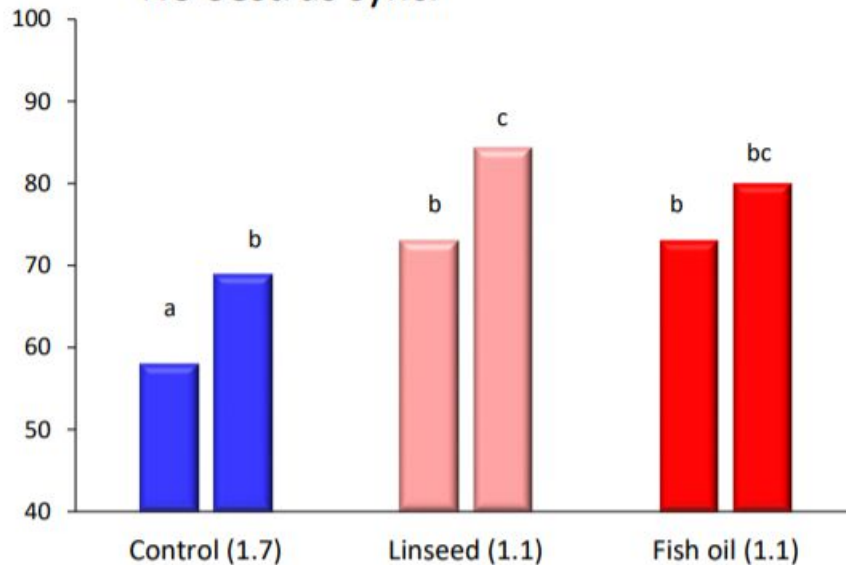 100
90
80
70
60
50
40
a
b
b
c
b
bc
Control (1.7)
Linseed (1.1)
Fish oil (1.1)